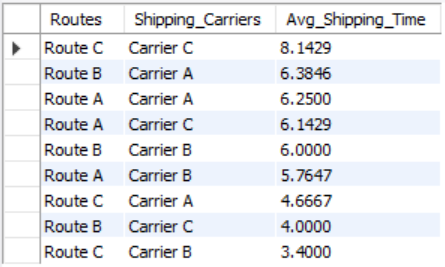 Routes Shipping_Carriers Avg_Shipping_Time
Route C Carrier C 8.1429
Route B Carrier A 6.3846
Route A Carrier A 6.2500
Route A Carrier C 6.1429
Route B Carrier B 6.0000
Route A Carrier B 5.7647
Route C Carrier A 4.6667
Route B Carrier C 4.0000
Route C Carrier B 3.4000